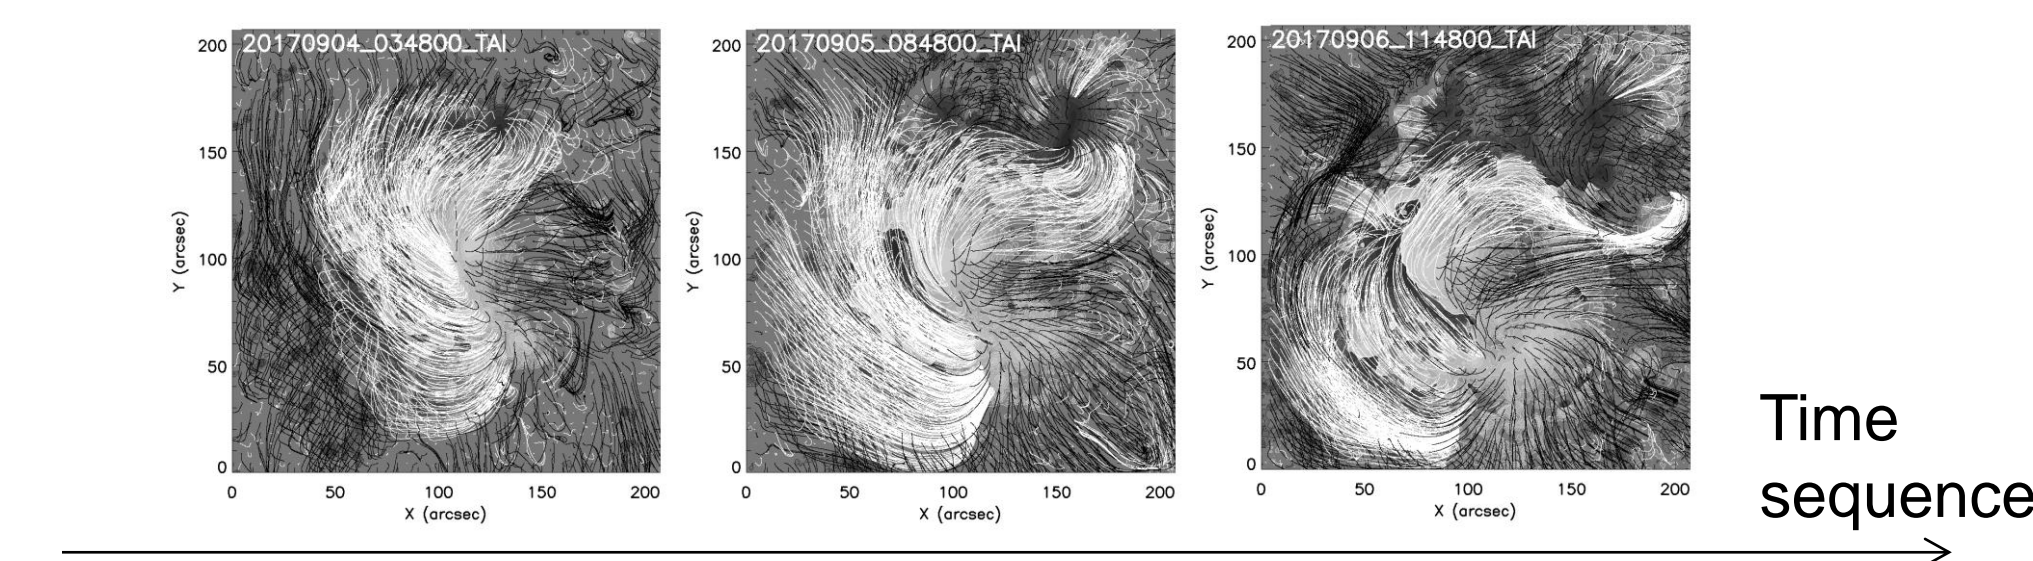 20170904_034800_TAI
200
150
100
50
0
Y (arcsec)
0 50 100 150 200
X (arcsec)
20170905_084800_TAI
200
150
100
50
0
Y (arcsec)
0 50 100 150 200
X (arcsec)
20170906_114800_TAI
200
150
100
50
0
Y (arcsec)
0 50 100 150 200
X (arcsec)
Time
sequence